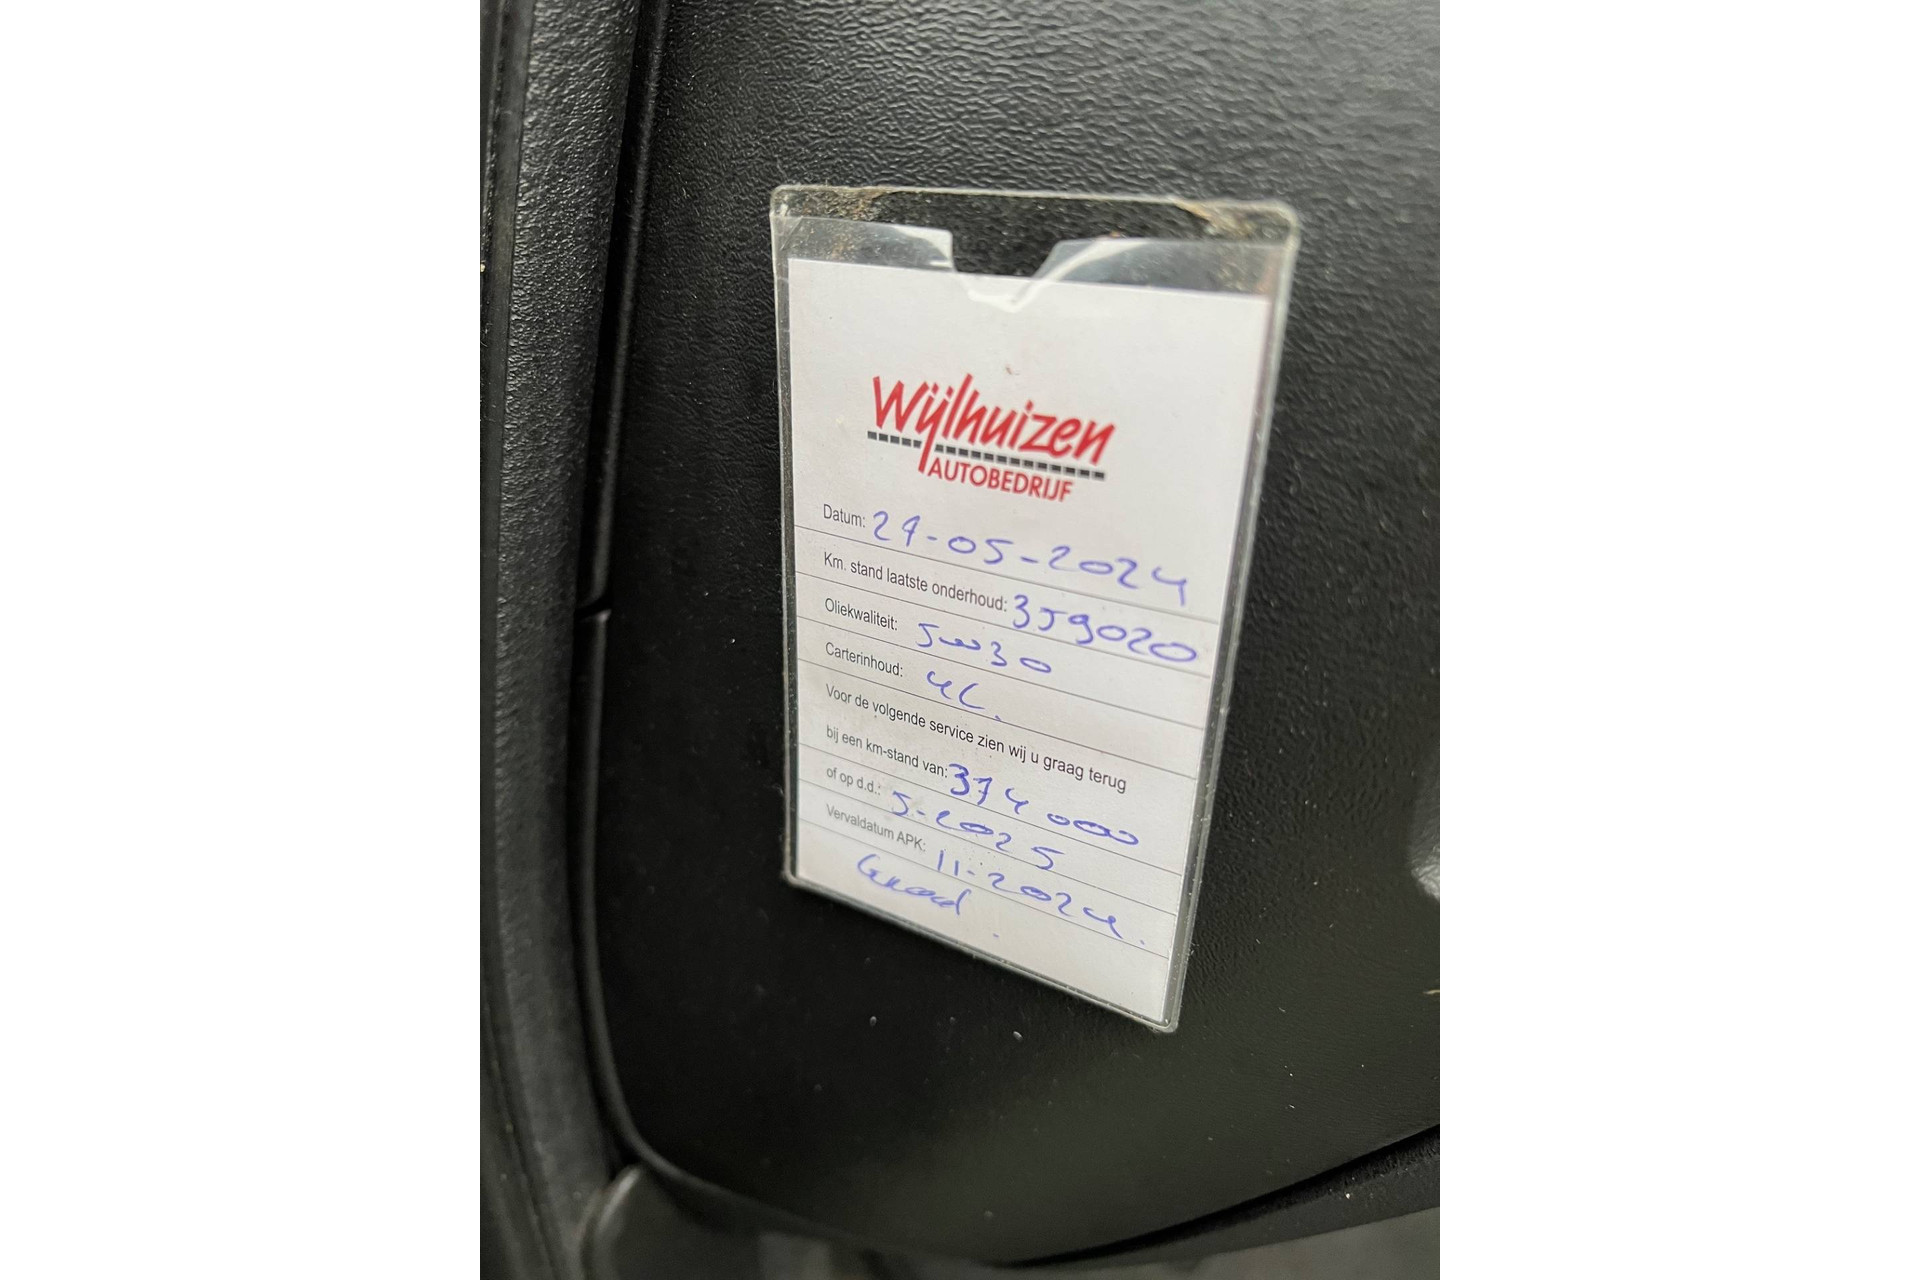 Wijlhuizen
AUTOBEDRIJF
Datum: 27-05-2024
Km. stand laatste onderhoud: 359020
Oliekwaliteit: 5w30
Carterinhoud: 4L.
Voor de volgende service zien wij u graag terug
bij een km-stand van: 374000
of op d.d.: 5-2025
Vervaldatum APK: 11-2024.